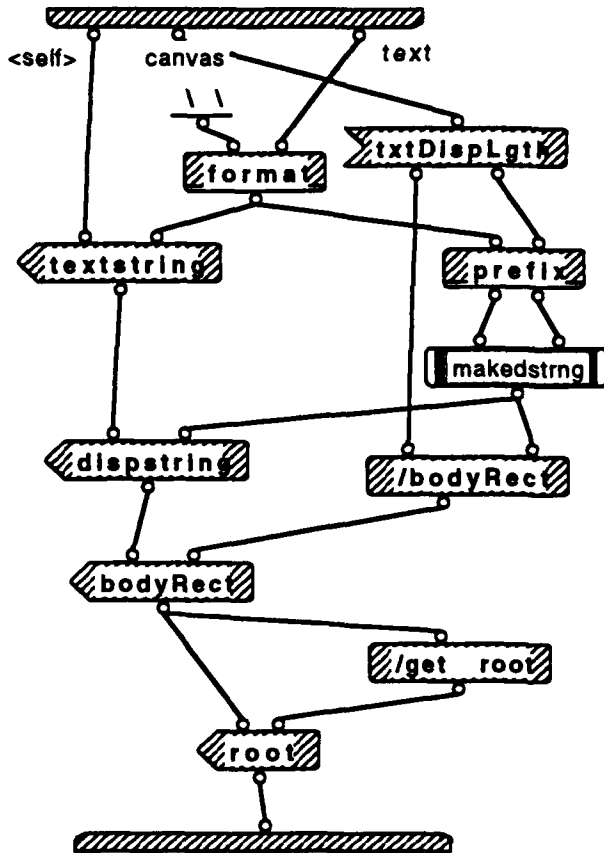 <self> canvas text
\ \
format
txtDispLgth
textstring
prefix
makedstrng
dispstring
/bodyRect
bodyRect
/get root
root